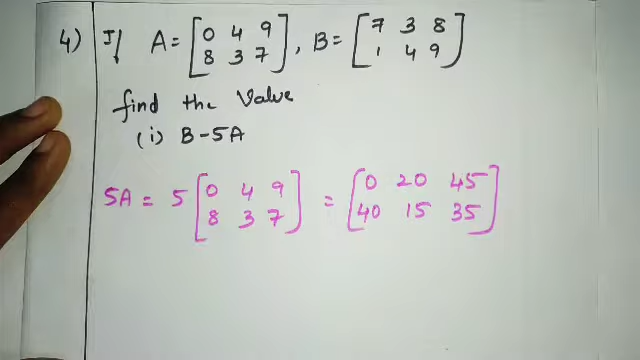 4) If A = [0 4 9 8 3 7], B = [7 3 8 1 4 9]
find the value
(i) B-5A
5A = 5 [0 4 9 8 3 7] = [0 20 45 40 15 35]